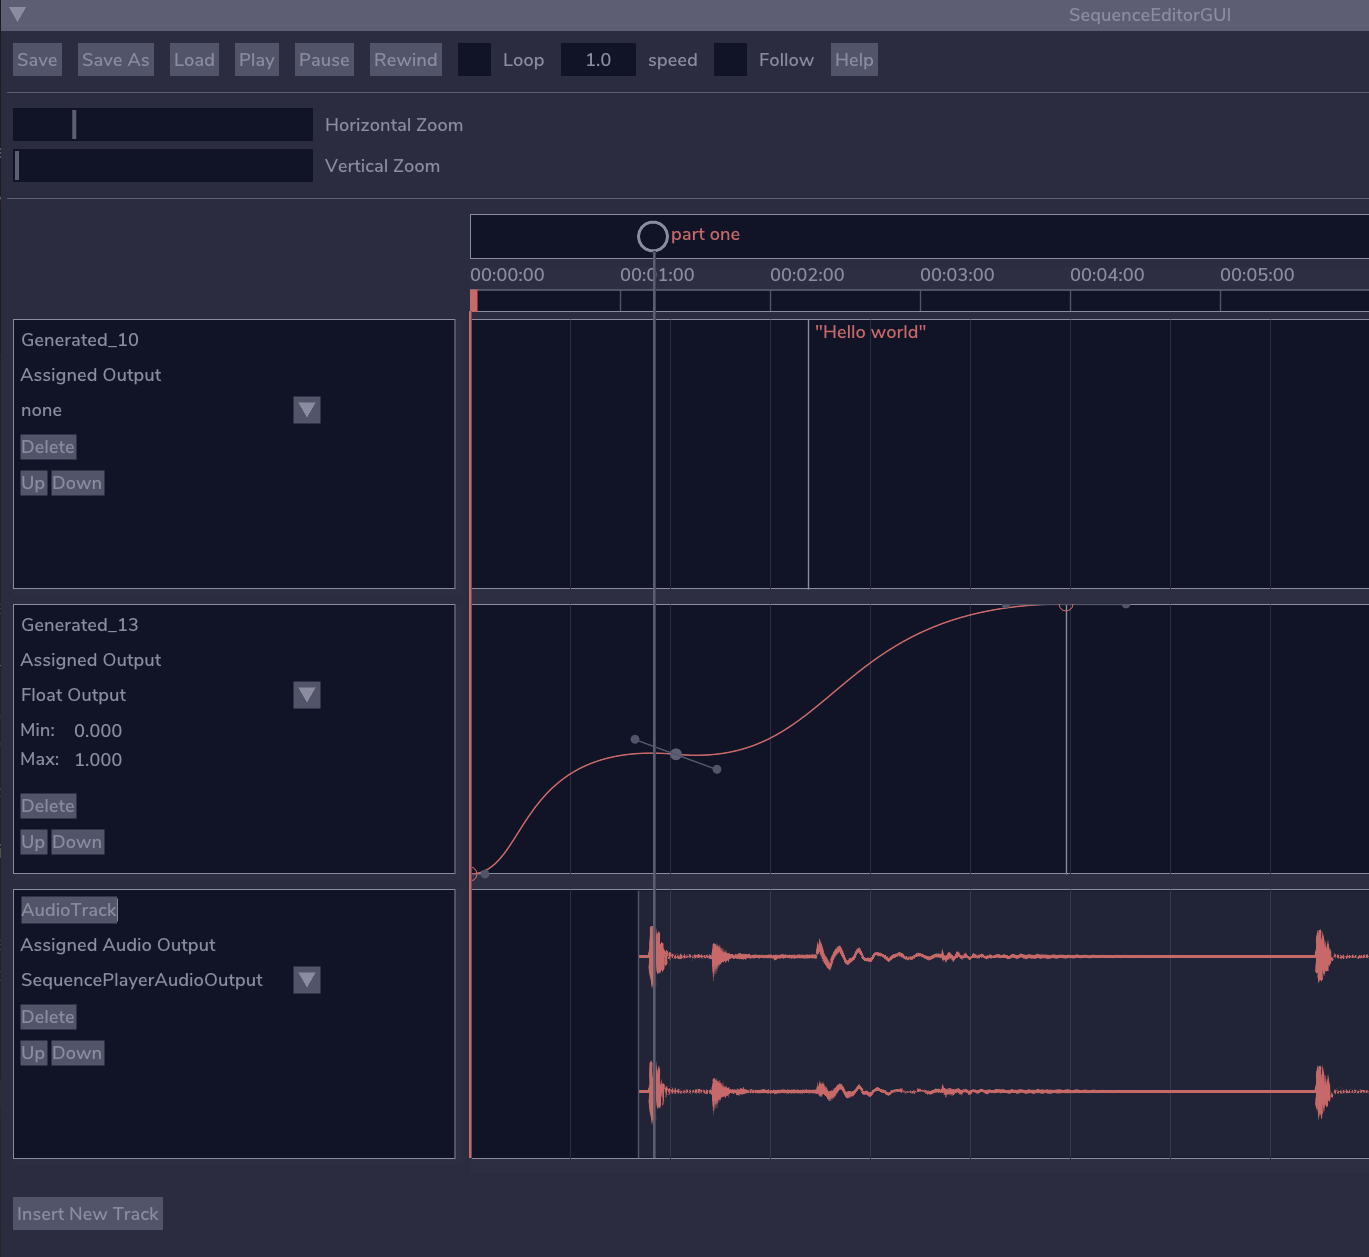 SequenceEditorGUI
Save Save As Load Play Pause Rewind Loop 1.0 speed Follow Help
Horizontal Zoom
Vertical Zoom
part one
00:00:00 00:01:00 00:02:00 00:03:00 00:04:00 00:05:00
Generated_10
"Hello world"
Assigned Output
none
Delete
Up Down
Generated_13
Assigned Output
Float Output
Min: 0.000
Max: 1.000
Delete
Up Down
AudioTrack
Assigned Audio Output
SequencePlayerAudioOutput
Delete
Up Down
Insert New Track